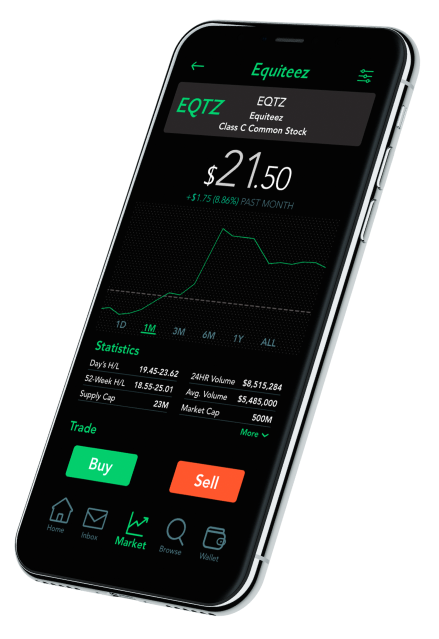 Equiteez
EQTZ
EQTZ
Equiteez
Class C Common Stock
$21.50
+$1.75 (8.86%) PAST MONTH
1D 1M 3M 6M 1Y ALL
Statistics
Day's H/L 19.45-23.62 24HR Volume $8,515,284
52-Week H/L 18.55-25.01 Avg. Volume $5,485,000
Supply Cap 23M Market Cap 500M
More
Trade
Buy Sell
Home Inbox Market Browse Wallet